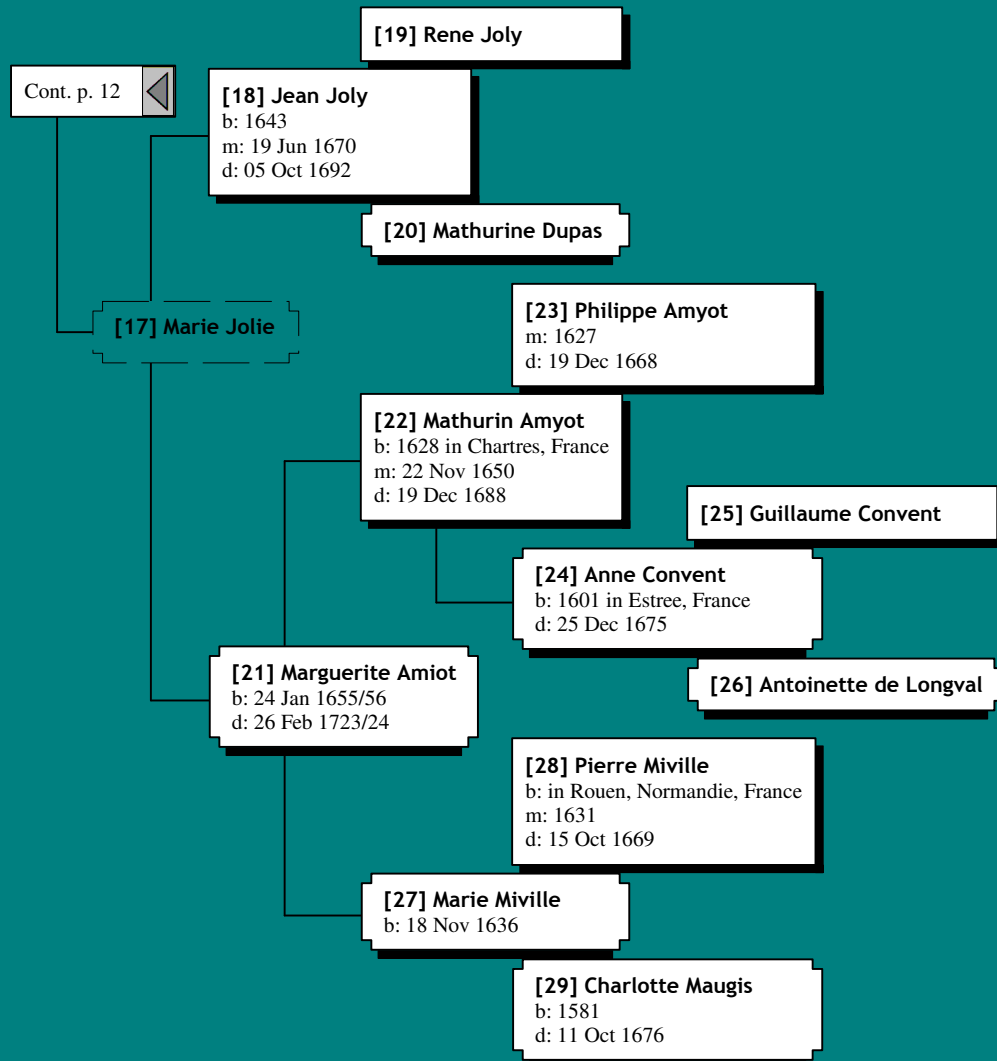 [19] Rene Joly
Cont. p. 12
[18] Jean Joly
b: 1643
m: 19 Jun 1670
d: 05 Oct 1692
[20] Mathurine Dupas
[17] Marie Jolie
[23] Philippe Amyot
m: 1627
d: 19 Dec 1668
[22] Mathurin Amyot
b: 1628 in Chartres, France
m: 22 Nov 1650
d: 19 Dec 1688
[25] Guillaume Convent
[24] Anne Convent
b: 1601 in Estree, France
d: 25 Dec 1675
[26] Antoinette de Longval
[21] Marguerite Amiot
b: 24 Jan 1655/56
d: 26 Feb 1723/24
[28] Pierre Miville
b: in Rouen, Normandie, France
m: 1631
d: 15 Oct 1669
[27] Marie Miville
b: 18 Nov 1636
[29] Charlotte Maugis
b: 1581
d: 11 Oct 1676